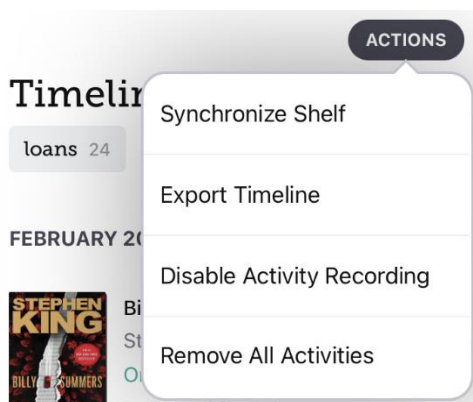 ACTIONS
Timelin
Synchronize Shelf
loans 24
Export Timeline
FEBRUARY 20
Disable Activity Recording
STEPHEN
KING
Bi
St
Remove All Activities
BILLY SUMMERS